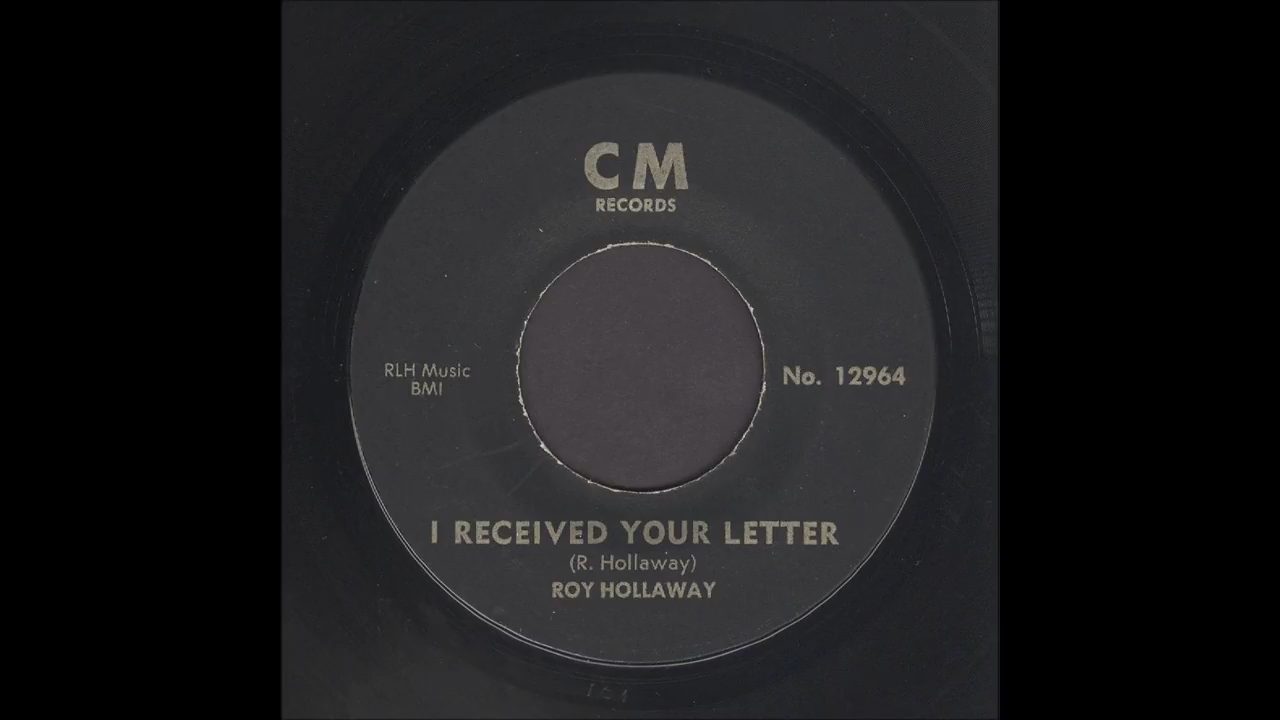 CM
RECORDS
RLH Music
BMI
No. 12964
I RECEIVED YOUR LETTER
(R. Hollaway)
ROY HOLLAWAY